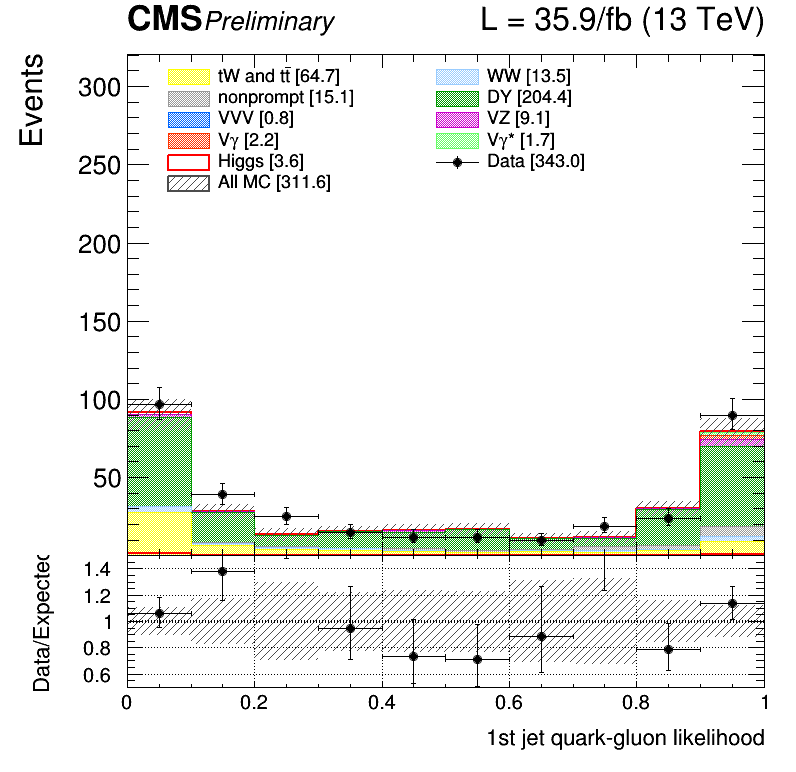 CMS Preliminary L = 35.9/fb (13 TeV)
Events
300
250
200
150
100
50
tW and tt̄ [64.7]
nonprompt [15.1]
VVV [0.8]
Vγ [2.2]
Higgs [3.6]
All MC [311.6]
WW [13.5]
DY [204.4]
VZ [9.1]
Vγ* [1.7]
Data [343.0]
Data/Expected
1.4
1.2
1
0.8
0.6
0 0.2 0.4 0.6 0.8 1
1st jet quark-gluon likelihood